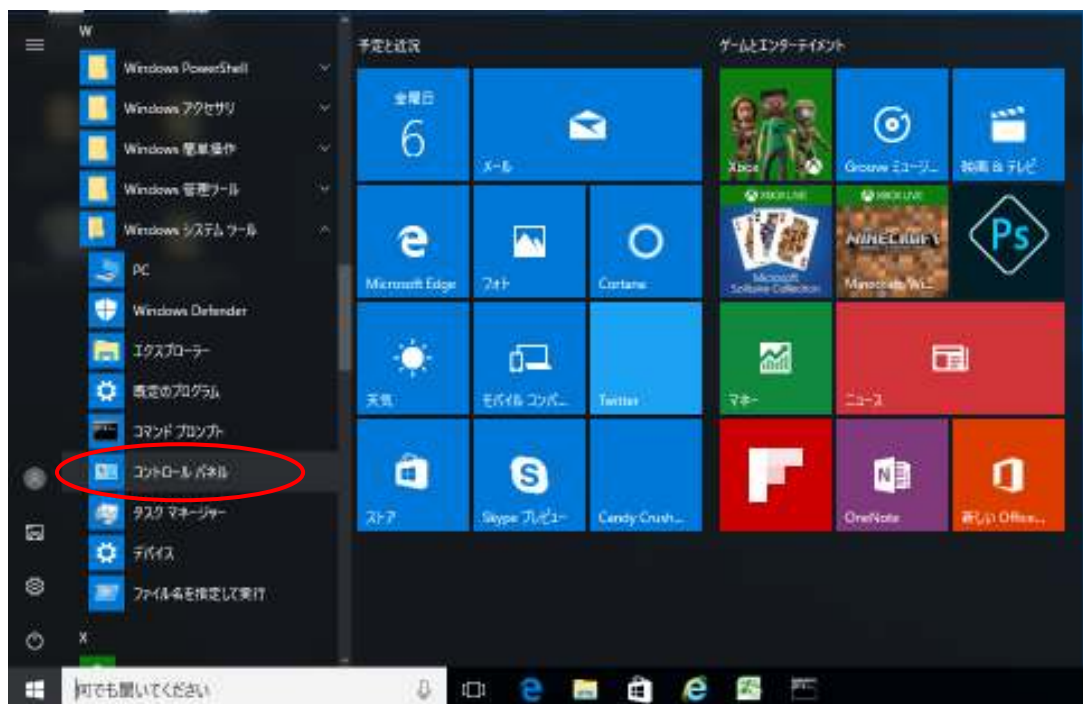 W
Windows PowerShell
Windows アクセサリ
Windows 簡単操作
Windows 管理ツール
Windows システム ツール
PC
Windows Defender
エクスプローラー
既定のプログラム
コマンド プロンプト
コントロール パネル
タスク マネージャー
デバイス
ファイル名を指定して実行
X
何でも聞いてください
予定と近況
金曜日
6
メール
Microsoft Edge
フォト
Cortana
天気
モバイル コンパ...
Twitter
ストア
Skype プレビュー
Candy Crush...
ゲームとエンターテイメント
Xbox
Groove ミュージ...
映画 & テレビ
XBOX LIVE
Microsoft
Solitaire Collection
XBOX LIVE
MINECRAFT
Minecraft: Wi...
Ps
マネー
ニュース
N
OneNote
新しい Office...